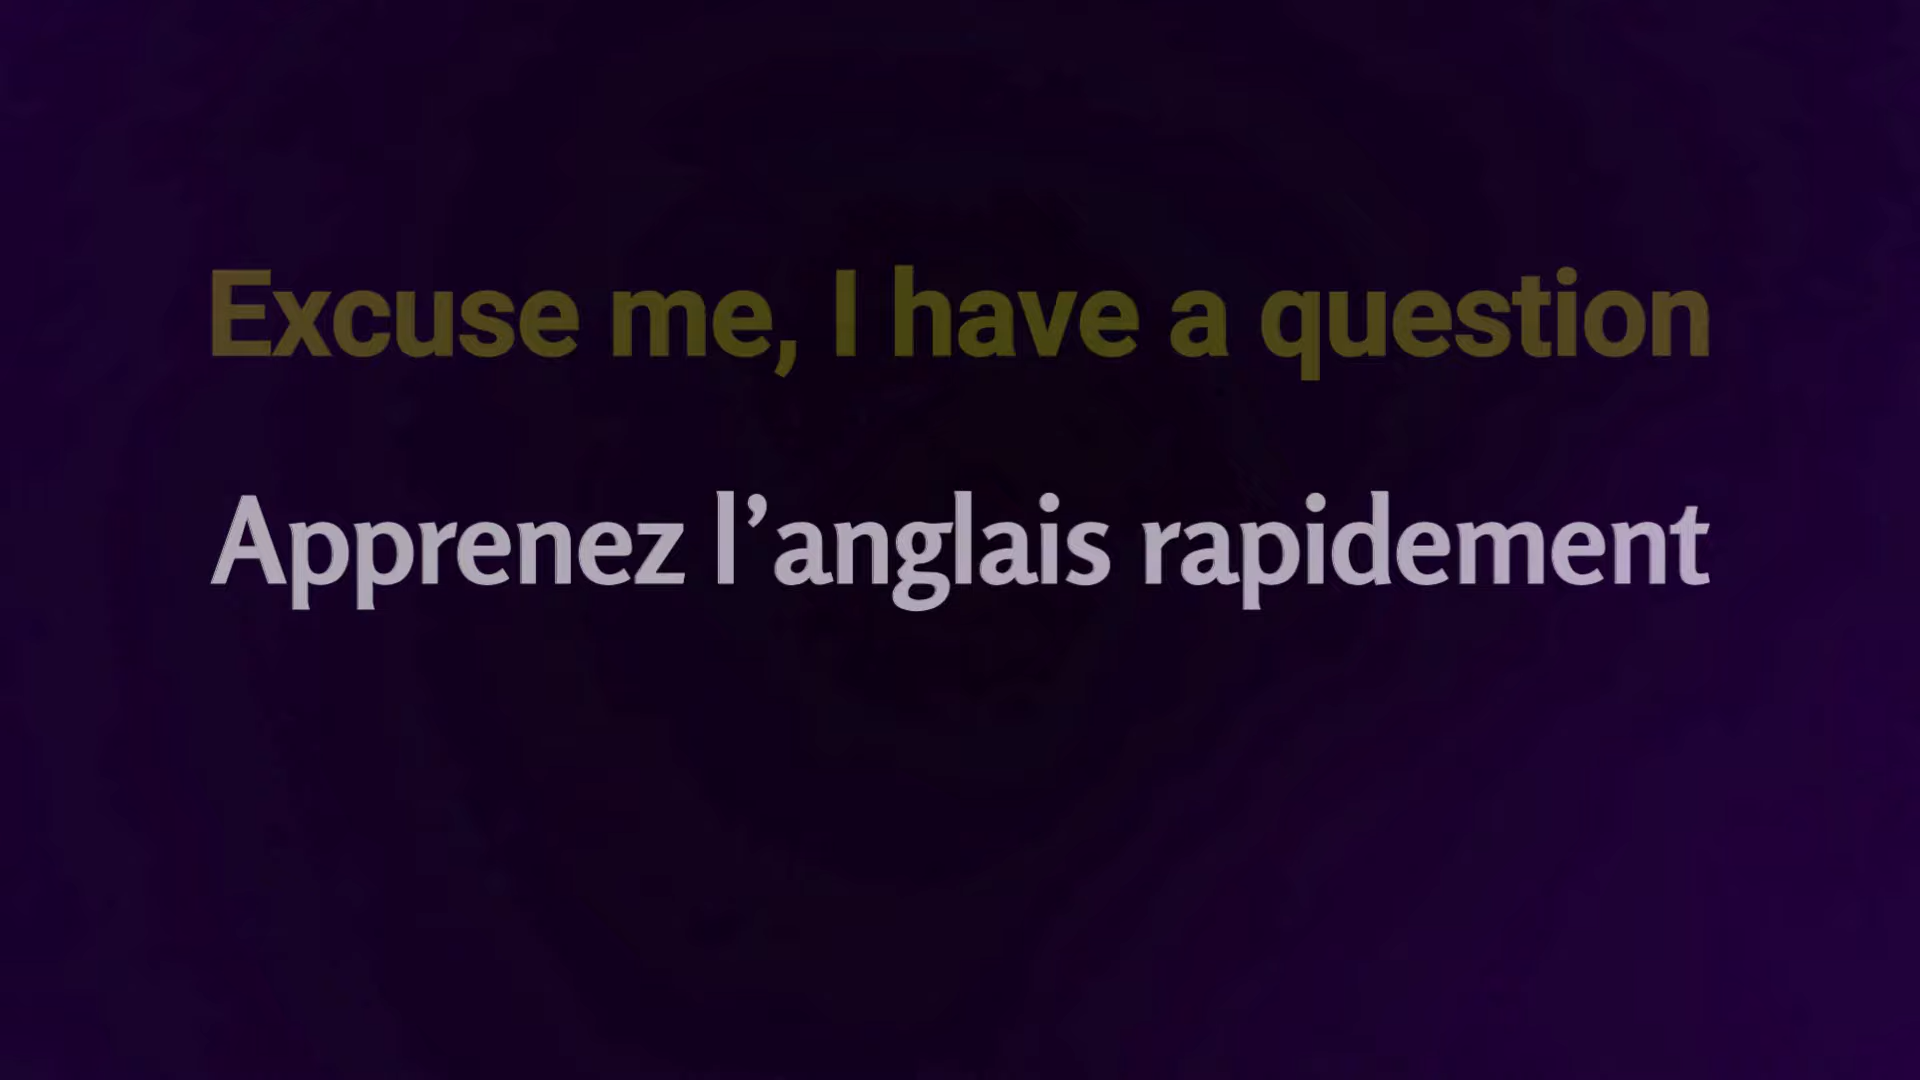 Excuse me, I have a question
Apprenez l’anglais rapidement